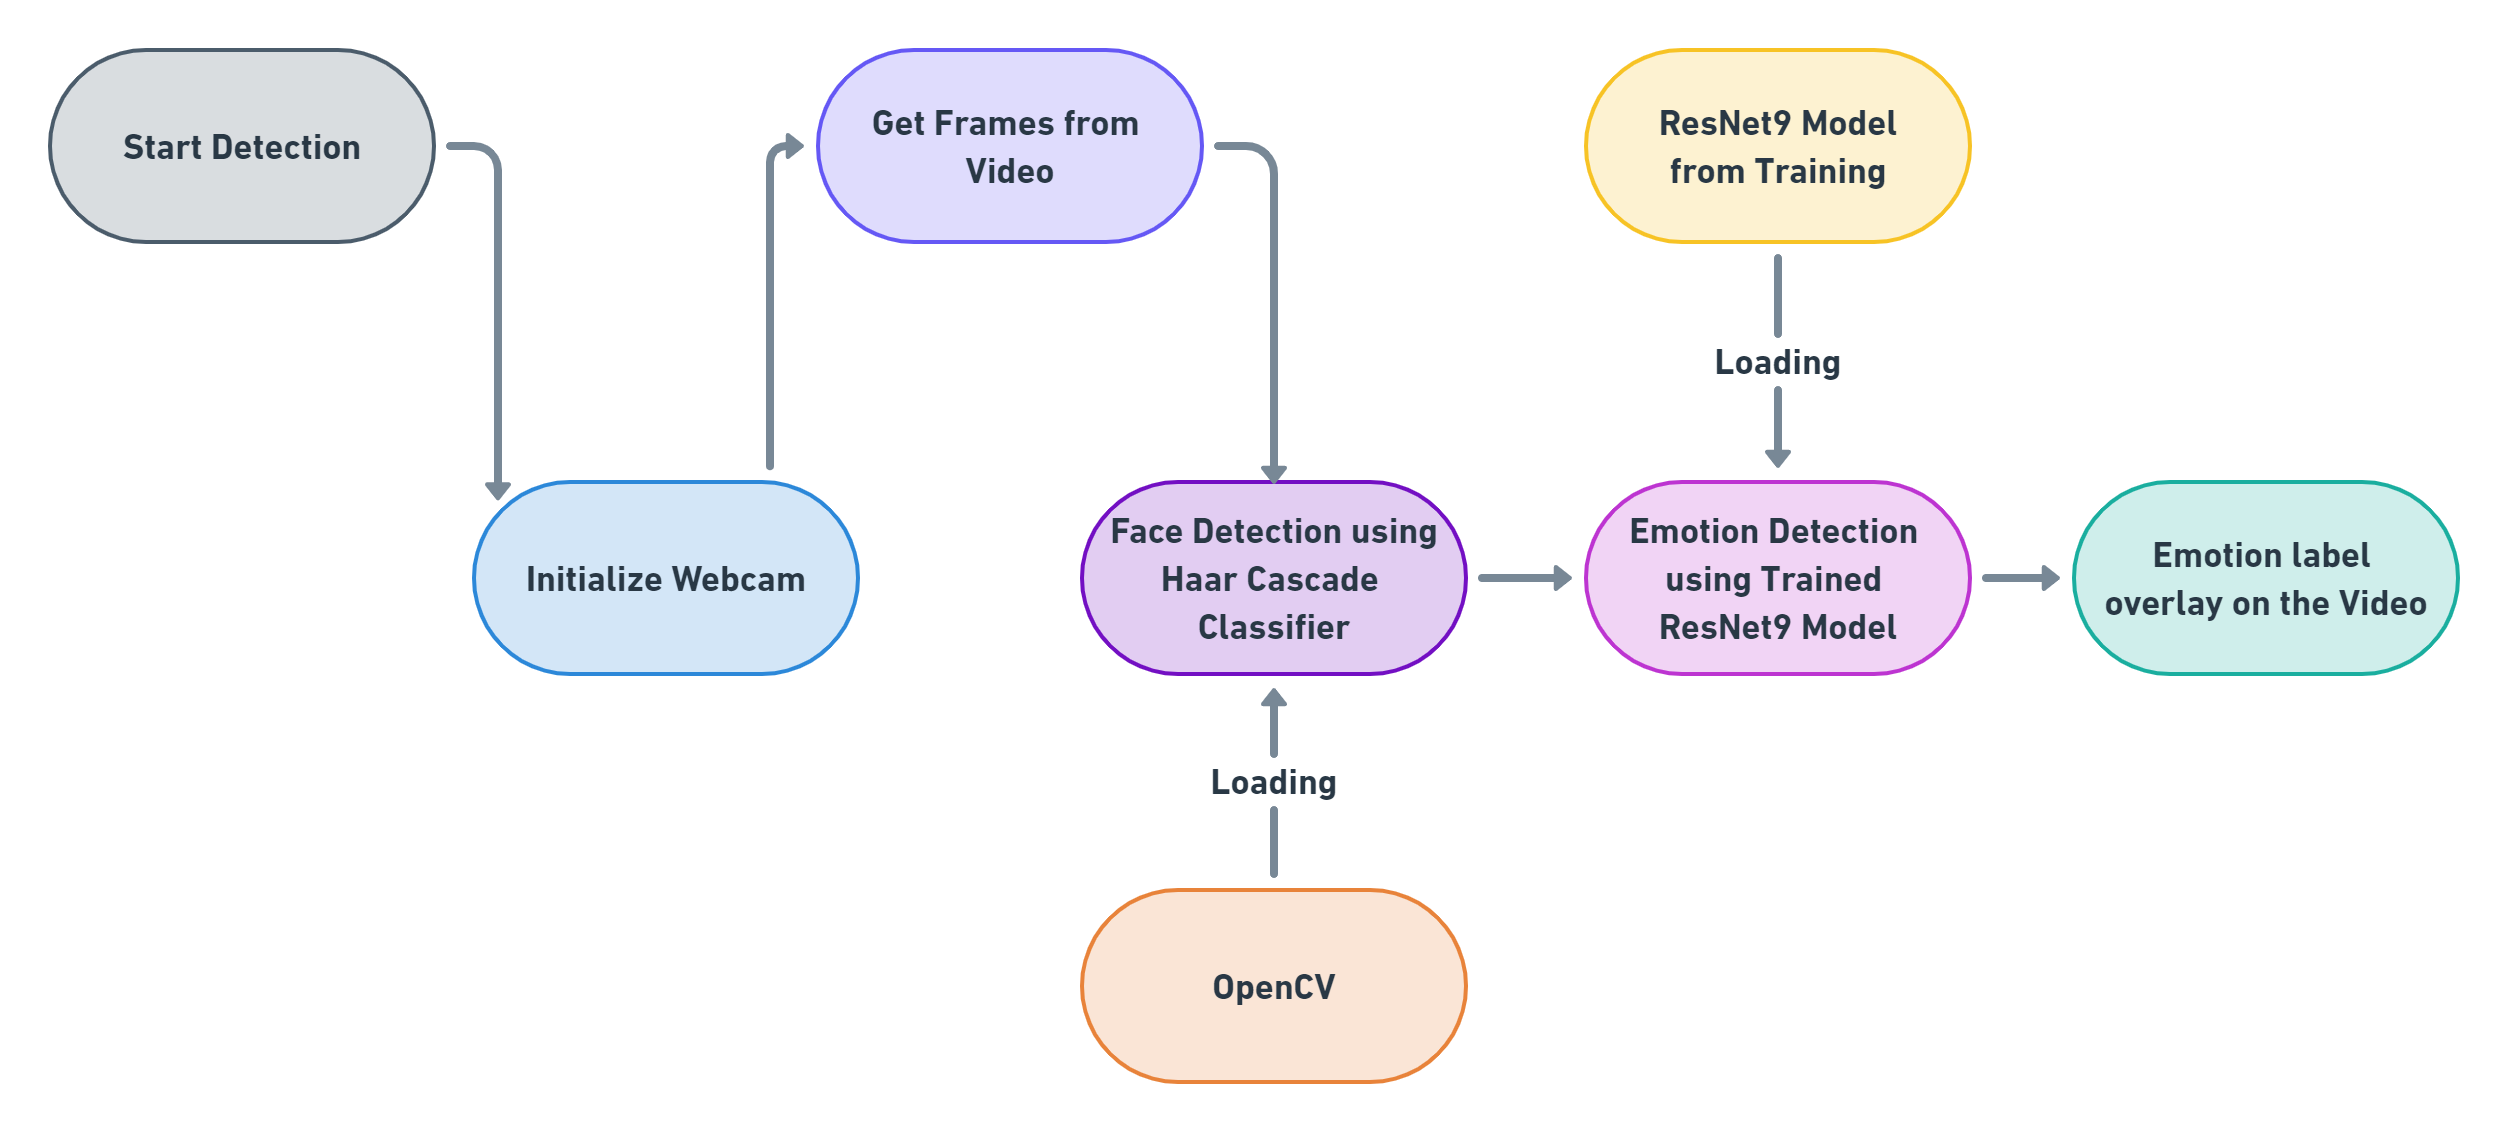 Start Detection
Get Frames from
Video
ResNet9 Model
from Training
Loading
Initialize Webcam
Face Detection using
Haar Cascade
Classifier
Emotion Detection
using Trained
ResNet9 Model
Emotion label
overlay on the Video
Loading
OpenCV